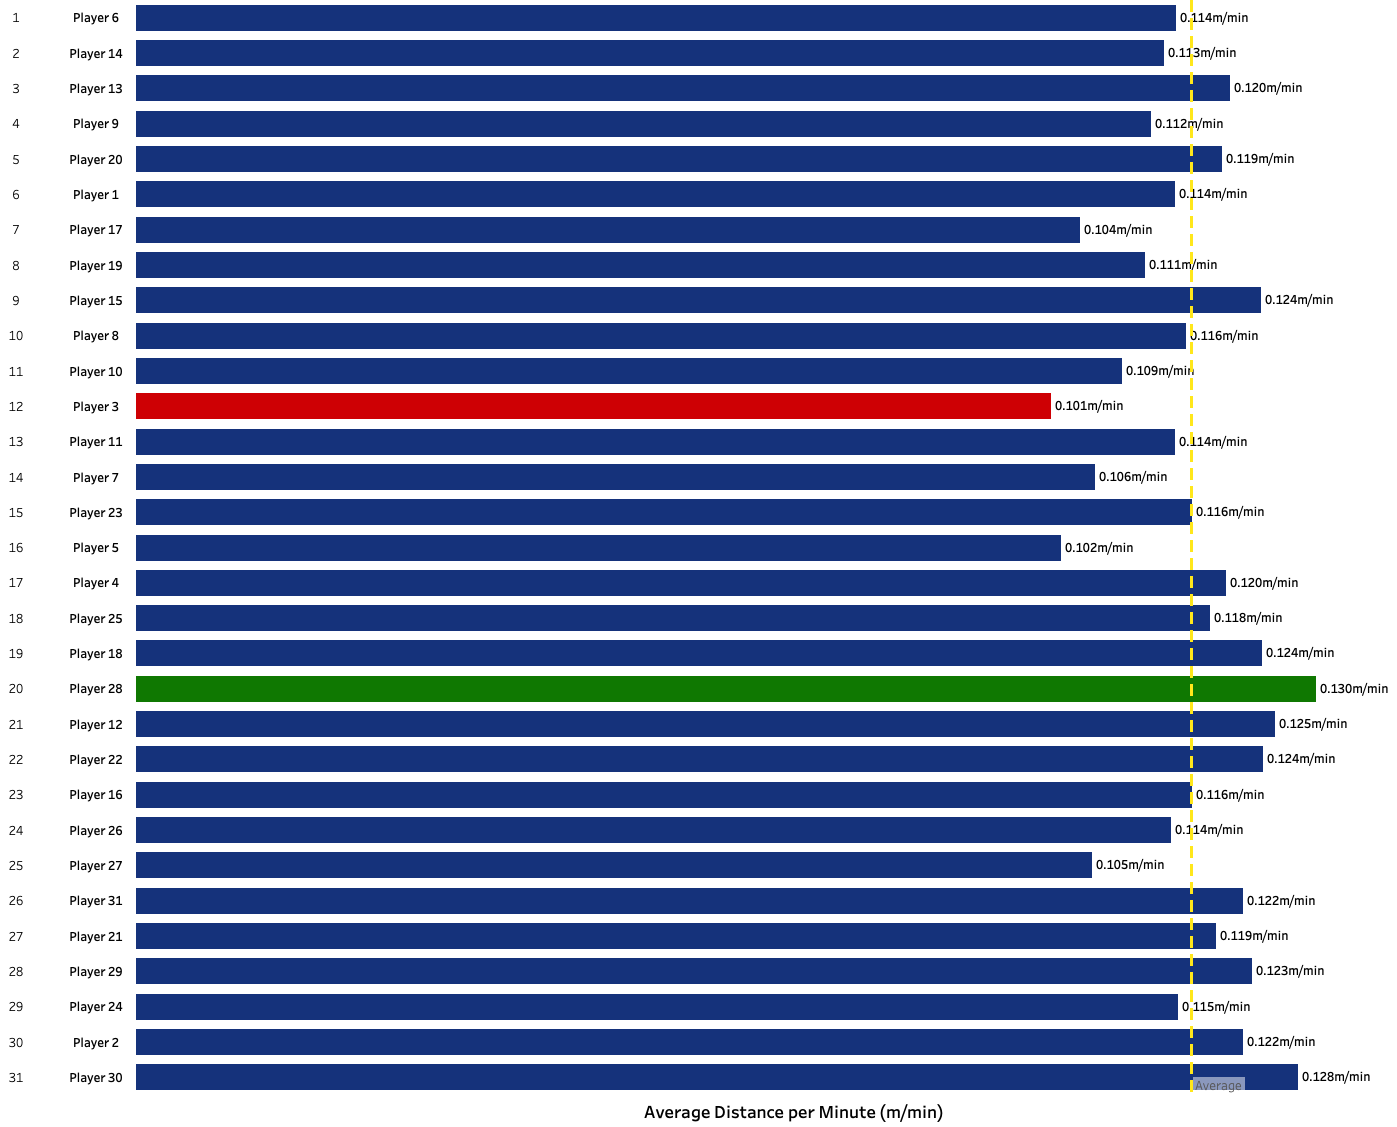 1 Player 6 0.114m/min
2 Player 14 0.113m/min
3 Player 13 0.120m/min
4 Player 9 0.112m/min
5 Player 20 0.119m/min
6 Player 1 0.114m/min
7 Player 17 0.104m/min
8 Player 19 0.111m/min
9 Player 15 0.124m/min
10 Player 8 0.116m/min
11 Player 10 0.109m/min
12 Player 3 0.101m/min
13 Player 11 0.114m/min
14 Player 7 0.106m/min
15 Player 23 0.116m/min
16 Player 5 0.102m/min
17 Player 4 0.120m/min
18 Player 25 0.118m/min
19 Player 18 0.124m/min
20 Player 28 0.130m/min
21 Player 12 0.125m/min
22 Player 22 0.124m/min
23 Player 16 0.116m/min
24 Player 26 0.114m/min
25 Player 27 0.105m/min
26 Player 31 0.122m/min
27 Player 21 0.119m/min
28 Player 29 0.123m/min
29 Player 24 0.115m/min
30 Player 2 0.122m/min
31 Player 30 0.128m/min
Average
Average Distance per Minute (m/min)